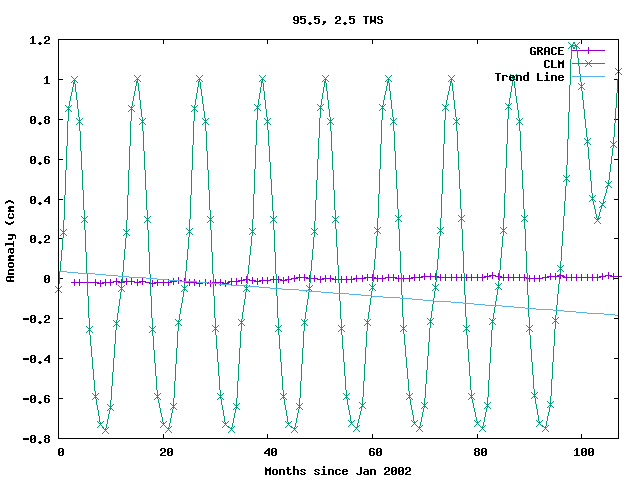 95.5, 2.5 TWS
GRACE
CLM
Trend Line
Anomaly (cm)
1.2
1
0.8
0.6
0.4
0.2
0
-0.2
-0.4
-0.6
-0.8
0 20 40 60 80 100
Months since Jan 2002